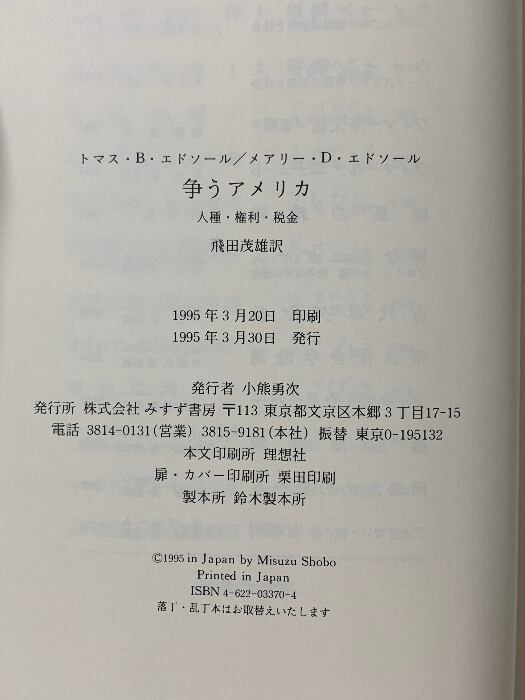 トマス・B・エドソール／メアリー・D・エドソール
争うアメリカ
人種・権利・税金
飛田茂雄訳
1995年3月20日 印刷
1995年3月30日 発行
発行者 小熊勇次
発行所 株式会社 みすず書房 〒113 東京都文京区本郷3丁目17-15
電話 3814-0131(営業) 3815-9181(本社) 振替 東京0-195132
本文印刷所 理想社
扉・カバー印刷所 栗田印刷
製本所 鈴木製本所
©1995 in Japan by Misuzu Shobo
Printed in Japan
ISBN 4-622-03370-4
落丁・乱丁本はお取替えいたします